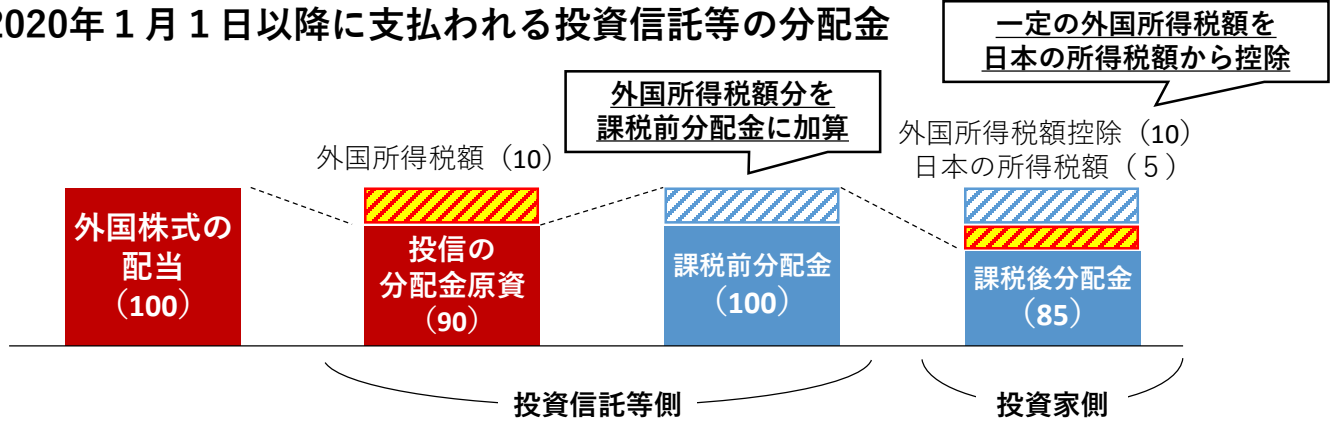 2020年１月１日以降に支払われる投資信託等の分配金
一定の外国所得税額を
日本の所得税額から控除
外国所得税額分を
課税前分配金に加算
外国所得税額（10）
外国所得税額控除（10）
日本の所得税額（５）
外国株式の
配当
（100）
投信の
分配金原資
（90）
課税前分配金
（100）
課税後分配金
（85）
投資信託等側
投資家側